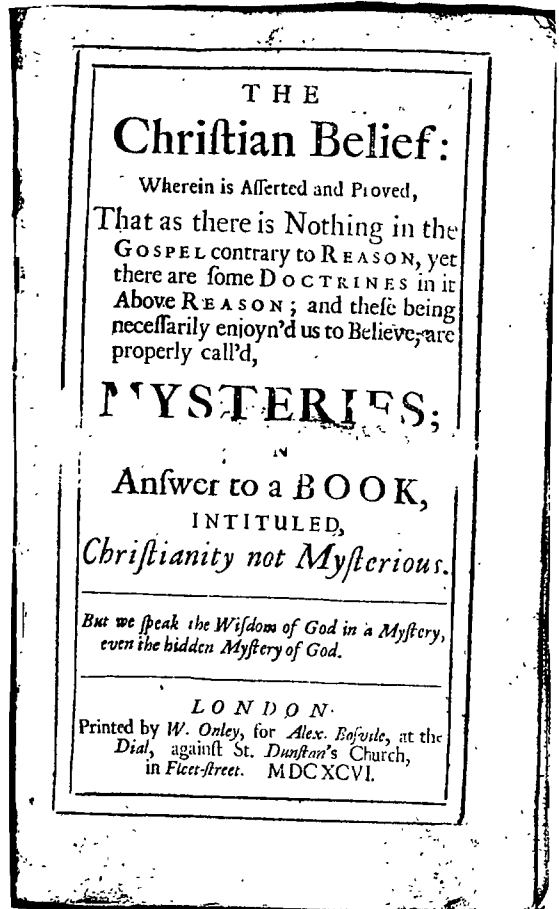 THE
Chriſtian Belief:
Wherein is Aſſerted and Proved,
That as there is Nothing in the
GOSPEL contrary to REASON, yet
there are ſome DOCTRINES in it
Above REASON; and theſe being
neceſſarily enjoyn'd us to Believe, are
properly call'd,
MYSTERIES;
IN
Anſwer to a BOOK,
INTITULED,
Chriſtianity not Myſterious.
But we ſpeak the Wiſdom of God in a Myſtery,
even the hidden Myſtery of God.
LONDON
Printed by W. Onley, for Alex. Boſvile, at the
Dial, againſt St. Dunſtan's Church,
in Fleet-ſtreet. MDCXCVI.